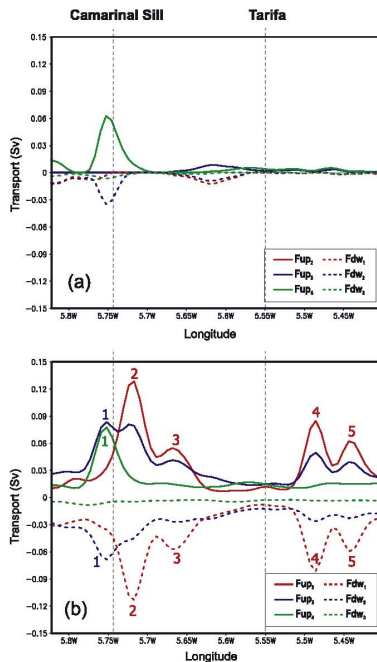 Camarinal Sill Tarifa
0.15
0.12
0.09
0.06
0.03
0
−0.03
−0.06
−0.09
−0.12
−0.15
Transport (Sv)
(a)
Fup₂ Fdw₁
Fup₃ Fdw₂
Fup₄ Fdw₃
5.8W 5.75W 5.7W 5.65W 5.6W 5.55W 5.5W 5.45W
Longitude
0.15
0.12
0.09
0.06
0.03
0
−0.03
−0.06
−0.09
−0.12
−0.15
Transport (Sv)
1 2 3 4 5
1
1 2 3 4 5
(b)
Fup Fdw₁
Fup Fdw₂
Fup₄ Fdw₃
5.8W 5.75W 5.7W 5.65W 5.6W 5.55W 5.5W 5.45W
Longitude